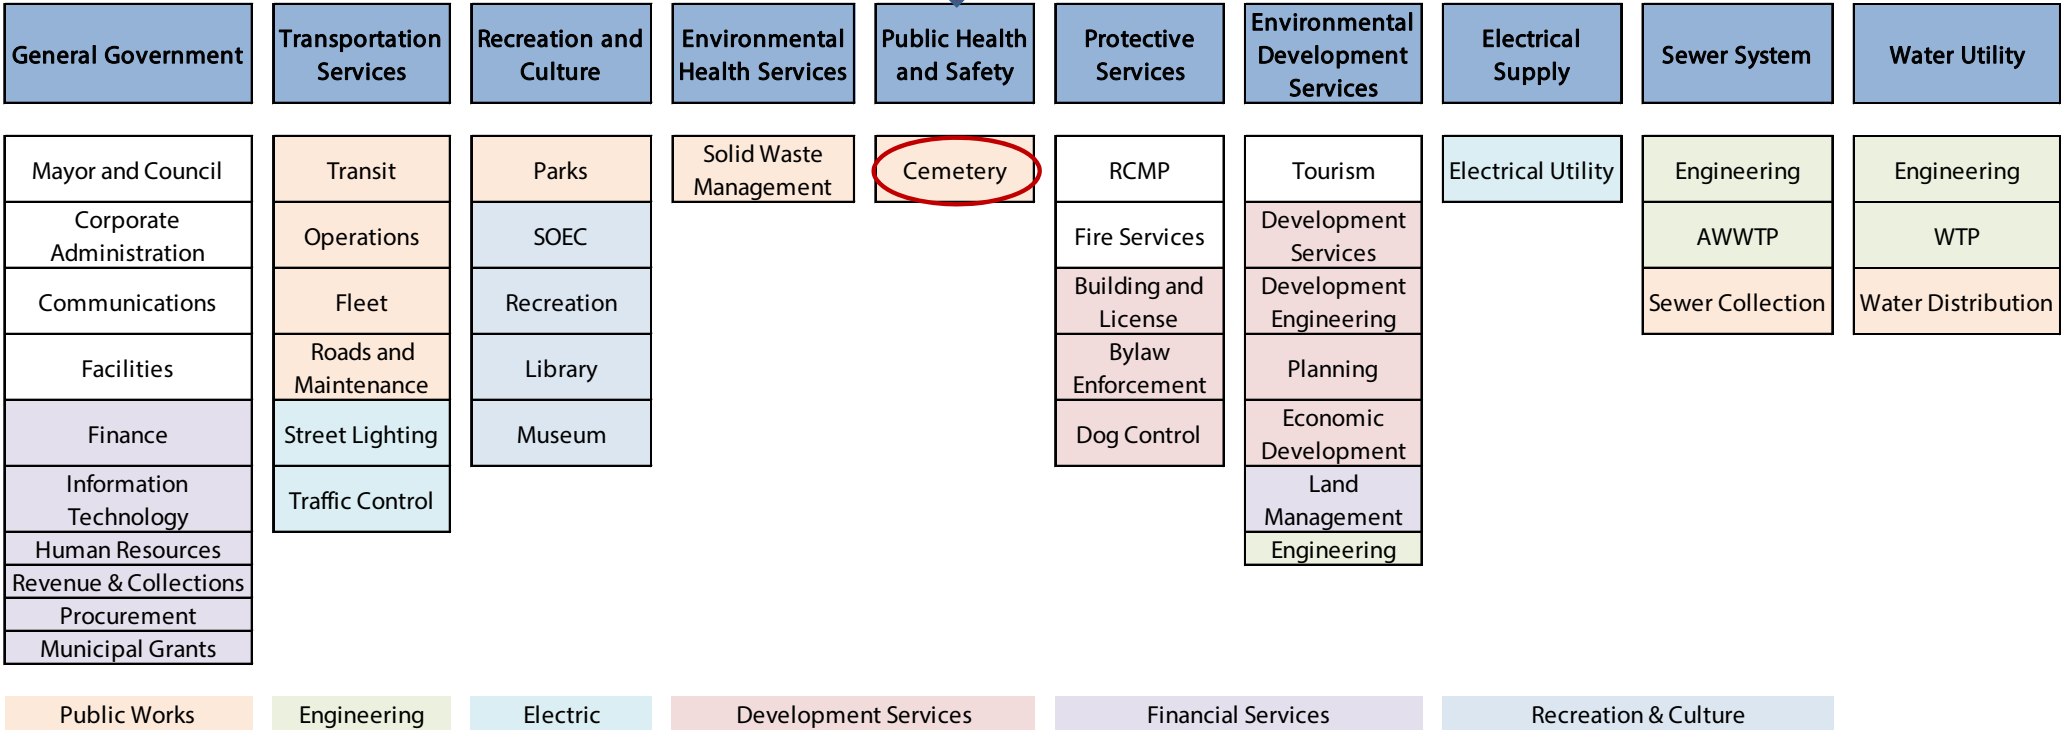 General Government
Transportation
Services
Recreation and
Culture
Environmental
Health Services
Public Health
and Safety
Protective
Services
Environmental
Development
Services
Electrical
Supply
Sewer System
Water Utility
Mayor and Council
Corporate
Administration
Communications
Facilities
Finance
Information
Technology
Human Resources
Revenue & Collections
Procurement
Municipal Grants
Transit
Operations
Fleet
Roads and
Maintenance
Street Lighting
Traffic Control
Parks
SOEC
Recreation
Library
Museum
Solid Waste
Management
Cemetery
RCMP
Fire Services
Building and
License
Bylaw
Enforcement
Dog Control
Tourism
Development
Services
Development
Engineering
Planning
Economic
Development
Land
Management
Engineering
Electrical Utility
Engineering
AWWTP
Sewer Collection
Engineering
WTP
Water Distribution
Public Works
Engineering
Electric
Development Services
Financial Services
Recreation & Culture